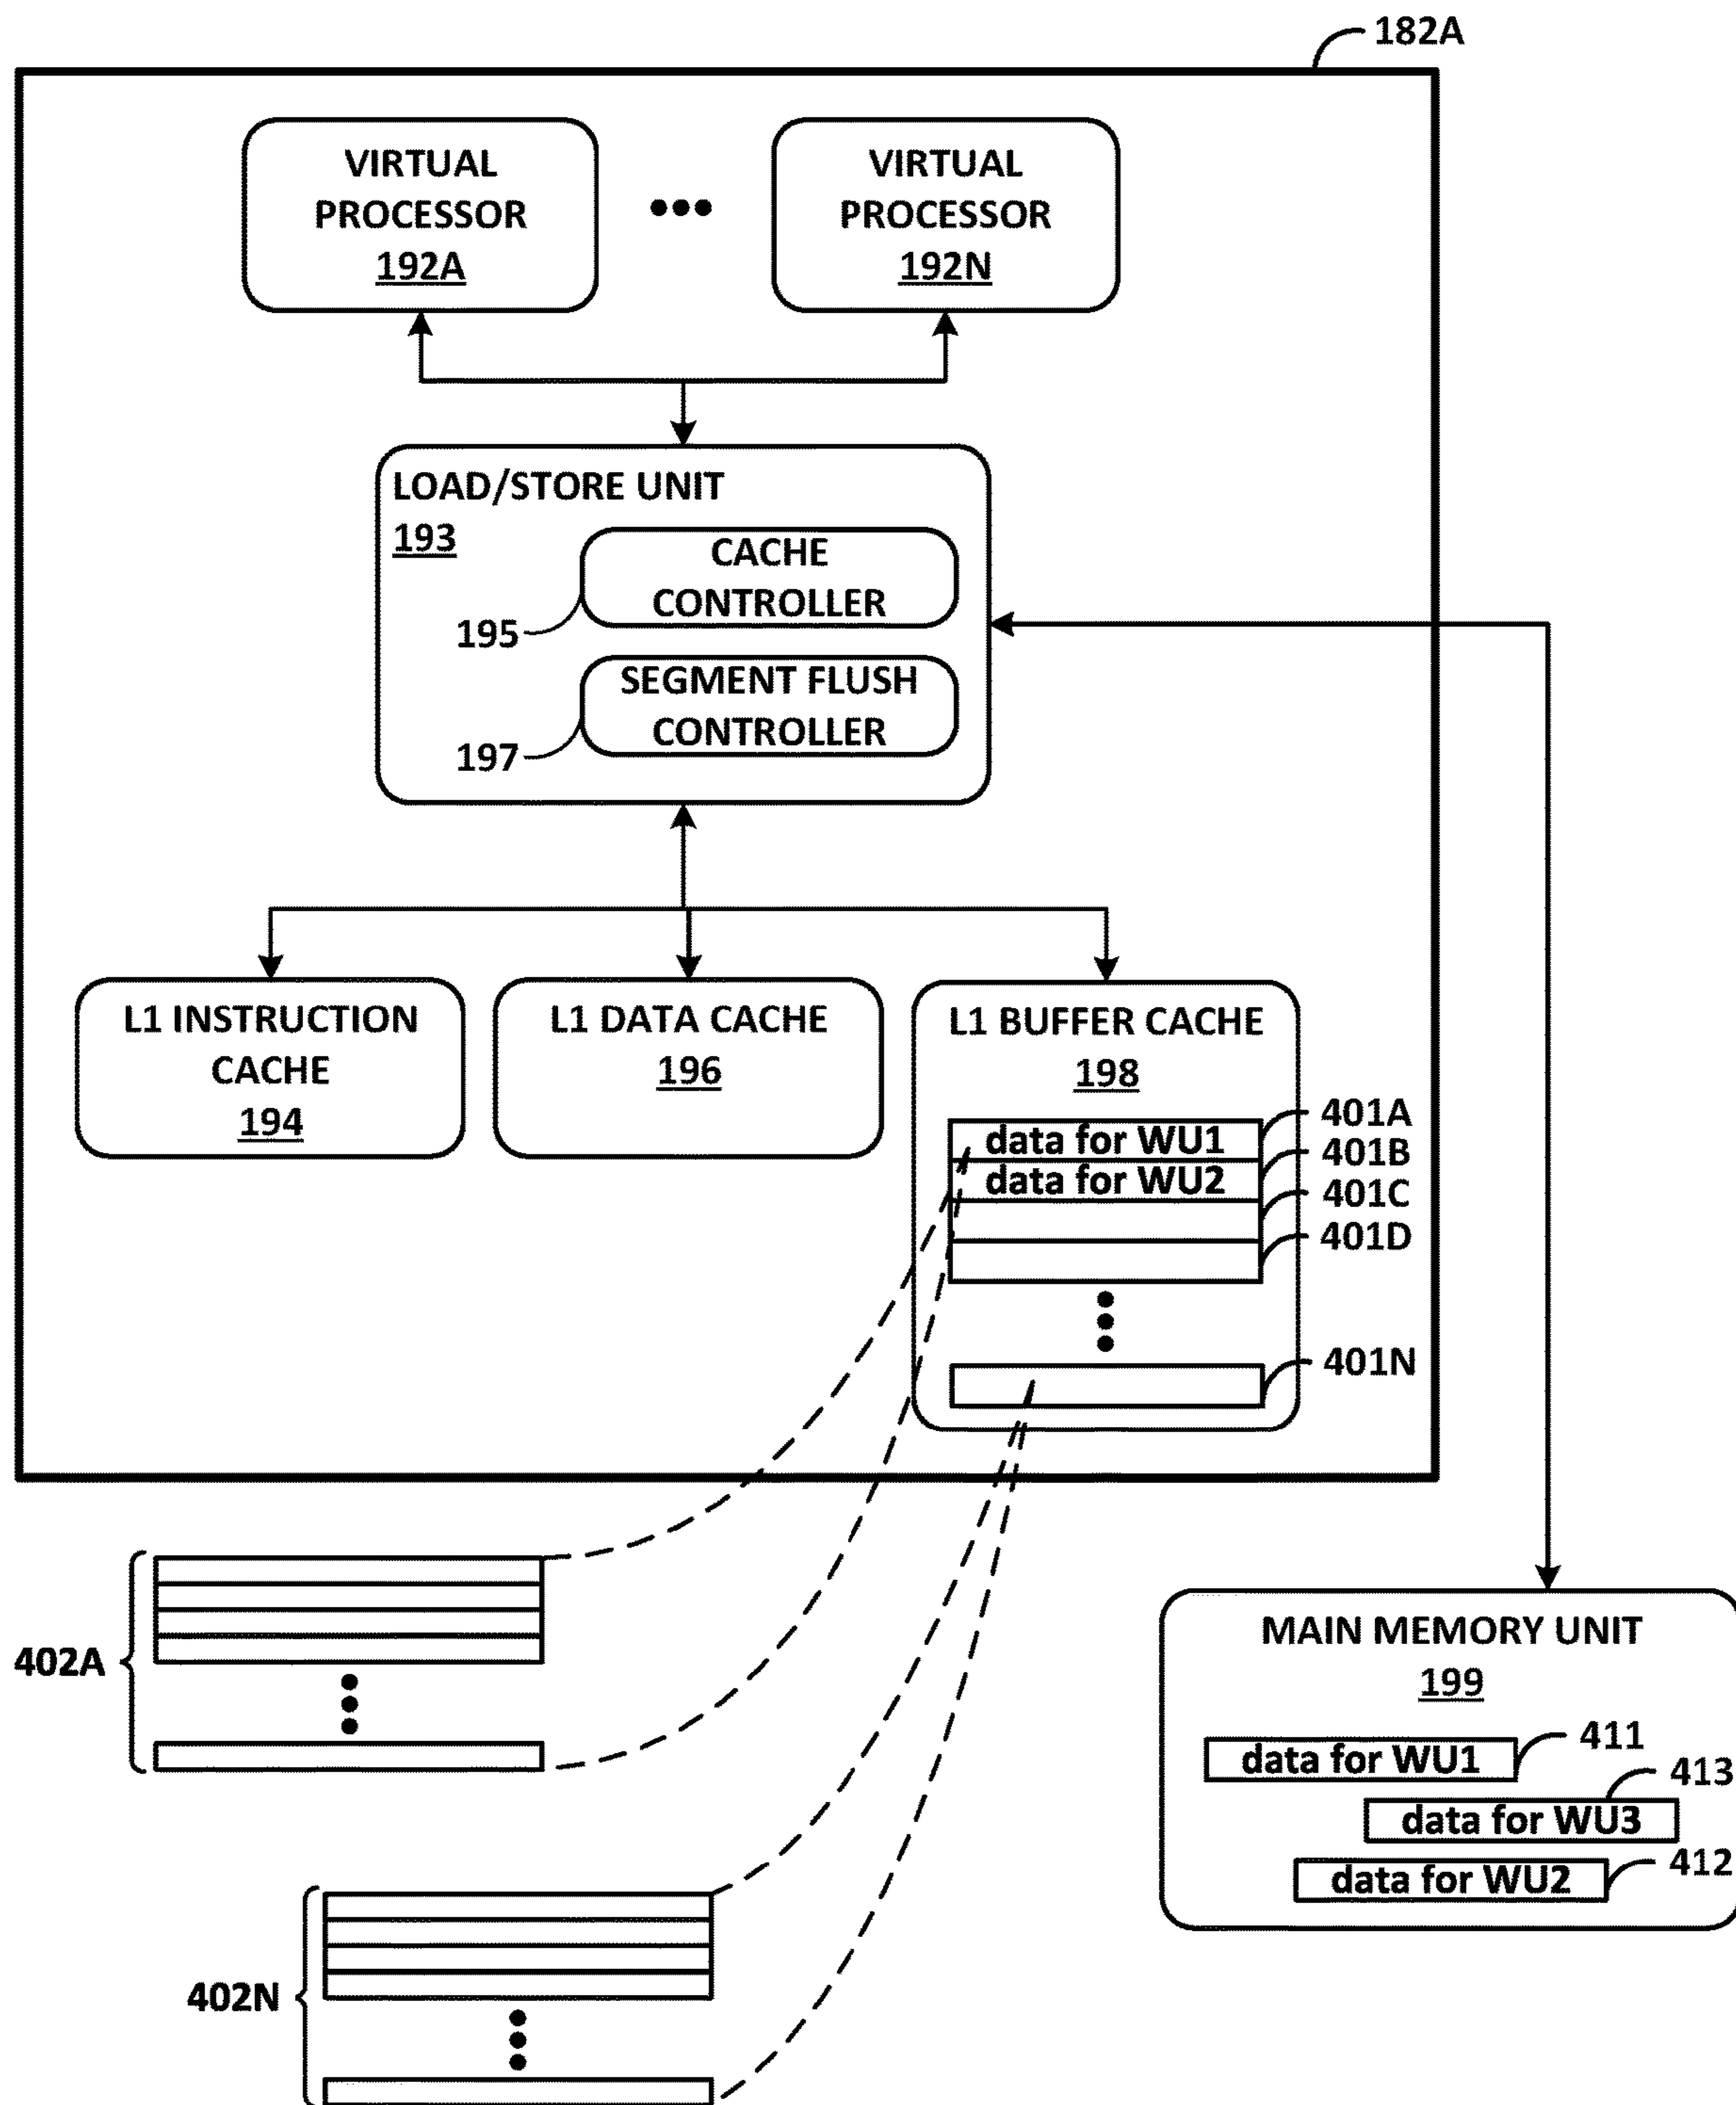 182A
VIRTUAL
PROCESSOR
192A
VIRTUAL
PROCESSOR
192N
LOAD/STORE UNIT
193
CACHE
CONTROLLER
195
SEGMENT FLUSH
CONTROLLER
197
L1 INSTRUCTION
CACHE
194
L1 DATA CACHE
196
L1 BUFFER CACHE
198
data for WU1
401A
data for WU2
401B
401C
401D
401N
402A
402N
MAIN MEMORY UNIT
199
data for WU1
411
data for WU3
413
data for WU2
412